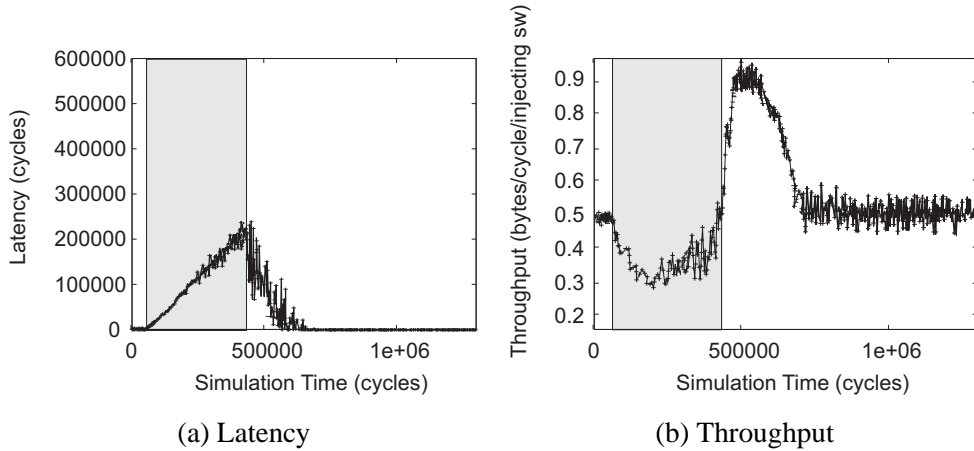 600000
500000
400000
300000
200000
100000
0
0
500000
1e+06
Latency (cycles)
Simulation Time (cycles)
(a) Latency
0.9
0.8
0.7
0.6
0.5
0.4
0.3
0.2
0
500000
1e+06
Throughput (bytes/cycle/injecting sw)
Simulation Time (cycles)
(b) Throughput